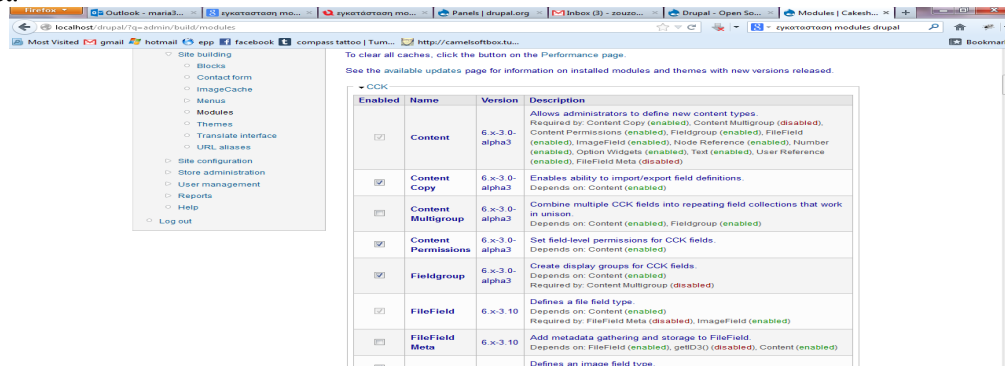 Firefox
Outlook - maria3...
εγκατασταση mo...
εγκατασταση mo...
Panels | drupal.org
Inbox (3) - zouzo...
Drupal - Open So...
Modules | Cakesh...
localhost/drupal/?q=admin/build/modules
εγκατασταση modules drupal
Most Visited gmail hotmail epp facebook compass tattoo | Tum... http://camelsoftbox.tu...
Bookmar
Site building
Blocks
Contact form
ImageCache
Menus
Modules
Themes
Translate interface
URL aliases
Site configuration
Store administration
User management
Reports
Help
Log out
To clear all caches, click the button on the Performance page.
See the available updates page for information on installed modules and themes with new versions released.
CCK
Enabled Name Version Description
Content
6.x-3.0-
alpha3
Allows administrators to define new content types.
Required by: Content Copy (enabled), Content Multigroup (disabled),
Content Permissions (enabled), Fieldgroup (enabled), FileField
(enabled), ImageField (enabled), Node Reference (enabled), Number
(enabled), Option Widgets (enabled), Text (enabled), User Reference
(enabled), FileField Meta (disabled)
Content
Copy
6.x-3.0-
alpha3
Enables ability to import/export field definitions.
Depends on: Content (enabled)
Content
Multigroup
6.x-3.0-
alpha3
Combine multiple CCK fields into repeating field collections that work
in unison.
Depends on: Content (enabled), Fieldgroup (enabled)
Content
Permissions
6.x-3.0-
alpha3
Set field-level permissions for CCK fields.
Depends on: Content (enabled)
Fieldgroup
6.x-3.0-
alpha3
Create display groups for CCK fields.
Depends on: Content (enabled)
Required by: Content Multigroup (disabled)
FileField
6.x-3.10
Defines a file field type.
Depends on: Content (enabled)
Required by: FileField Meta (disabled), ImageField (enabled)
FileField
Meta
6.x-3.10
Add metadata gathering and storage to FileField.
Depends on: FileField (enabled), getID3() (disabled), Content (enabled)
Defines an image field type.